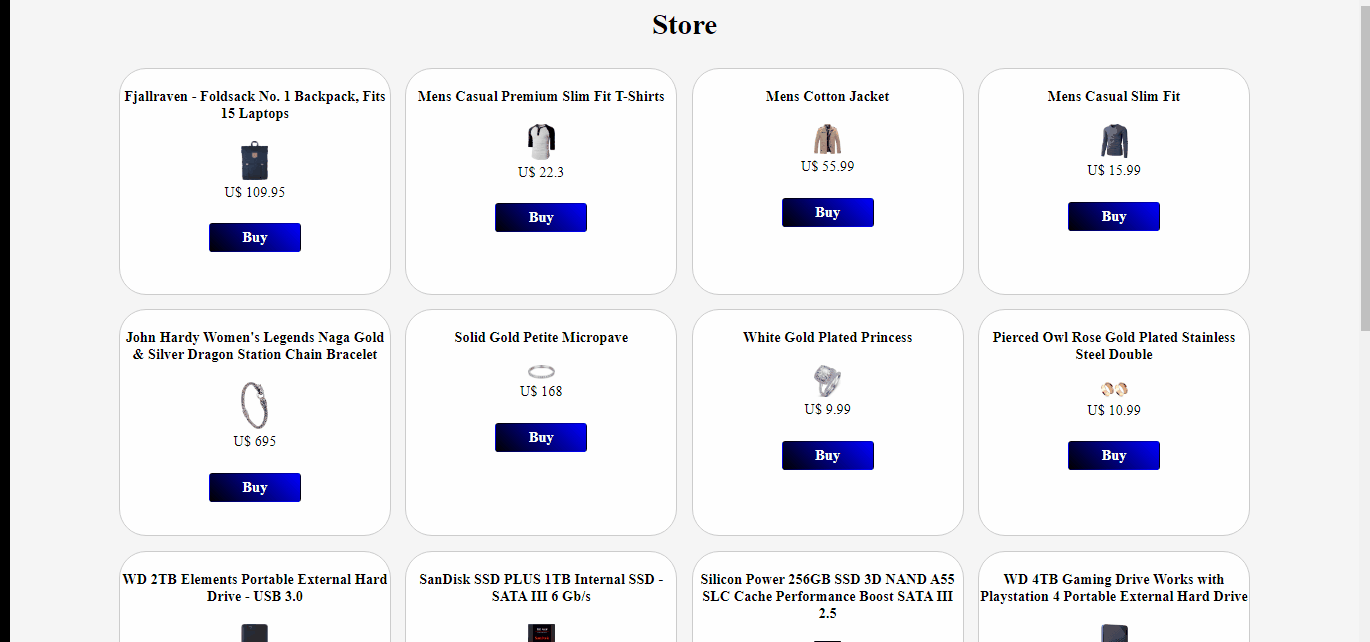 Store
Fjallraven - Foldsack No. 1 Backpack, Fits
15 Laptops
U$ 109.95
Buy
Mens Casual Premium Slim Fit T-Shirts
U$ 22.3
Buy
Mens Cotton Jacket
U$ 55.99
Buy
Mens Casual Slim Fit
U$ 15.99
Buy
John Hardy Women's Legends Naga Gold
& Silver Dragon Station Chain Bracelet
U$ 695
Buy
Solid Gold Petite Micropave
U$ 168
Buy
White Gold Plated Princess
U$ 9.99
Buy
Pierced Owl Rose Gold Plated Stainless
Steel Double
U$ 10.99
Buy
WD 2TB Elements Portable External Hard
Drive - USB 3.0
SanDisk SSD PLUS 1TB Internal SSD -
SATA III 6 Gb/s
Silicon Power 256GB SSD 3D NAND A55
SLC Cache Performance Boost SATA III
2.5
WD 4TB Gaming Drive Works with
Playstation 4 Portable External Hard Drive